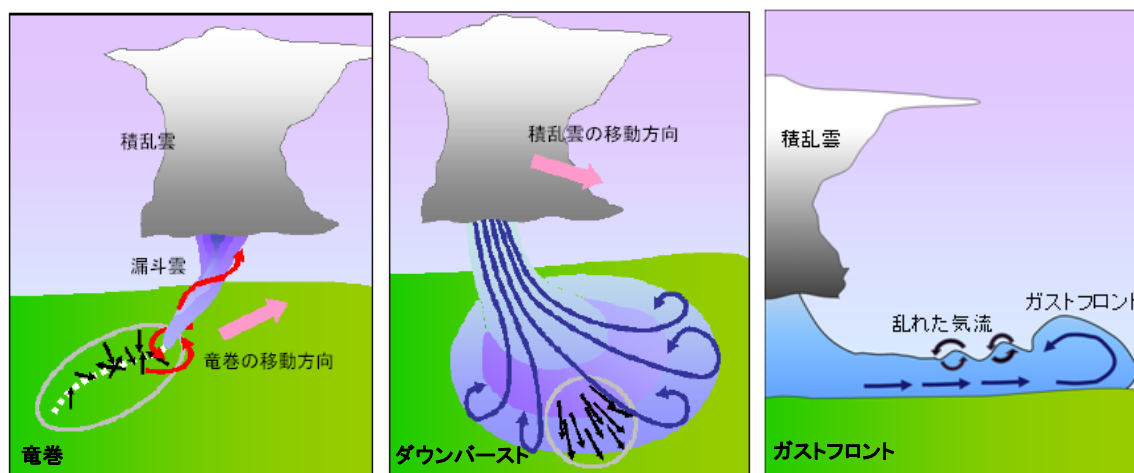 積乱雲
漏斗雲
竜巻の移動方向
竜巻
積乱雲の移動方向
ダウンバースト
積乱雲
ガストフロント
乱れた気流
ガストフロント